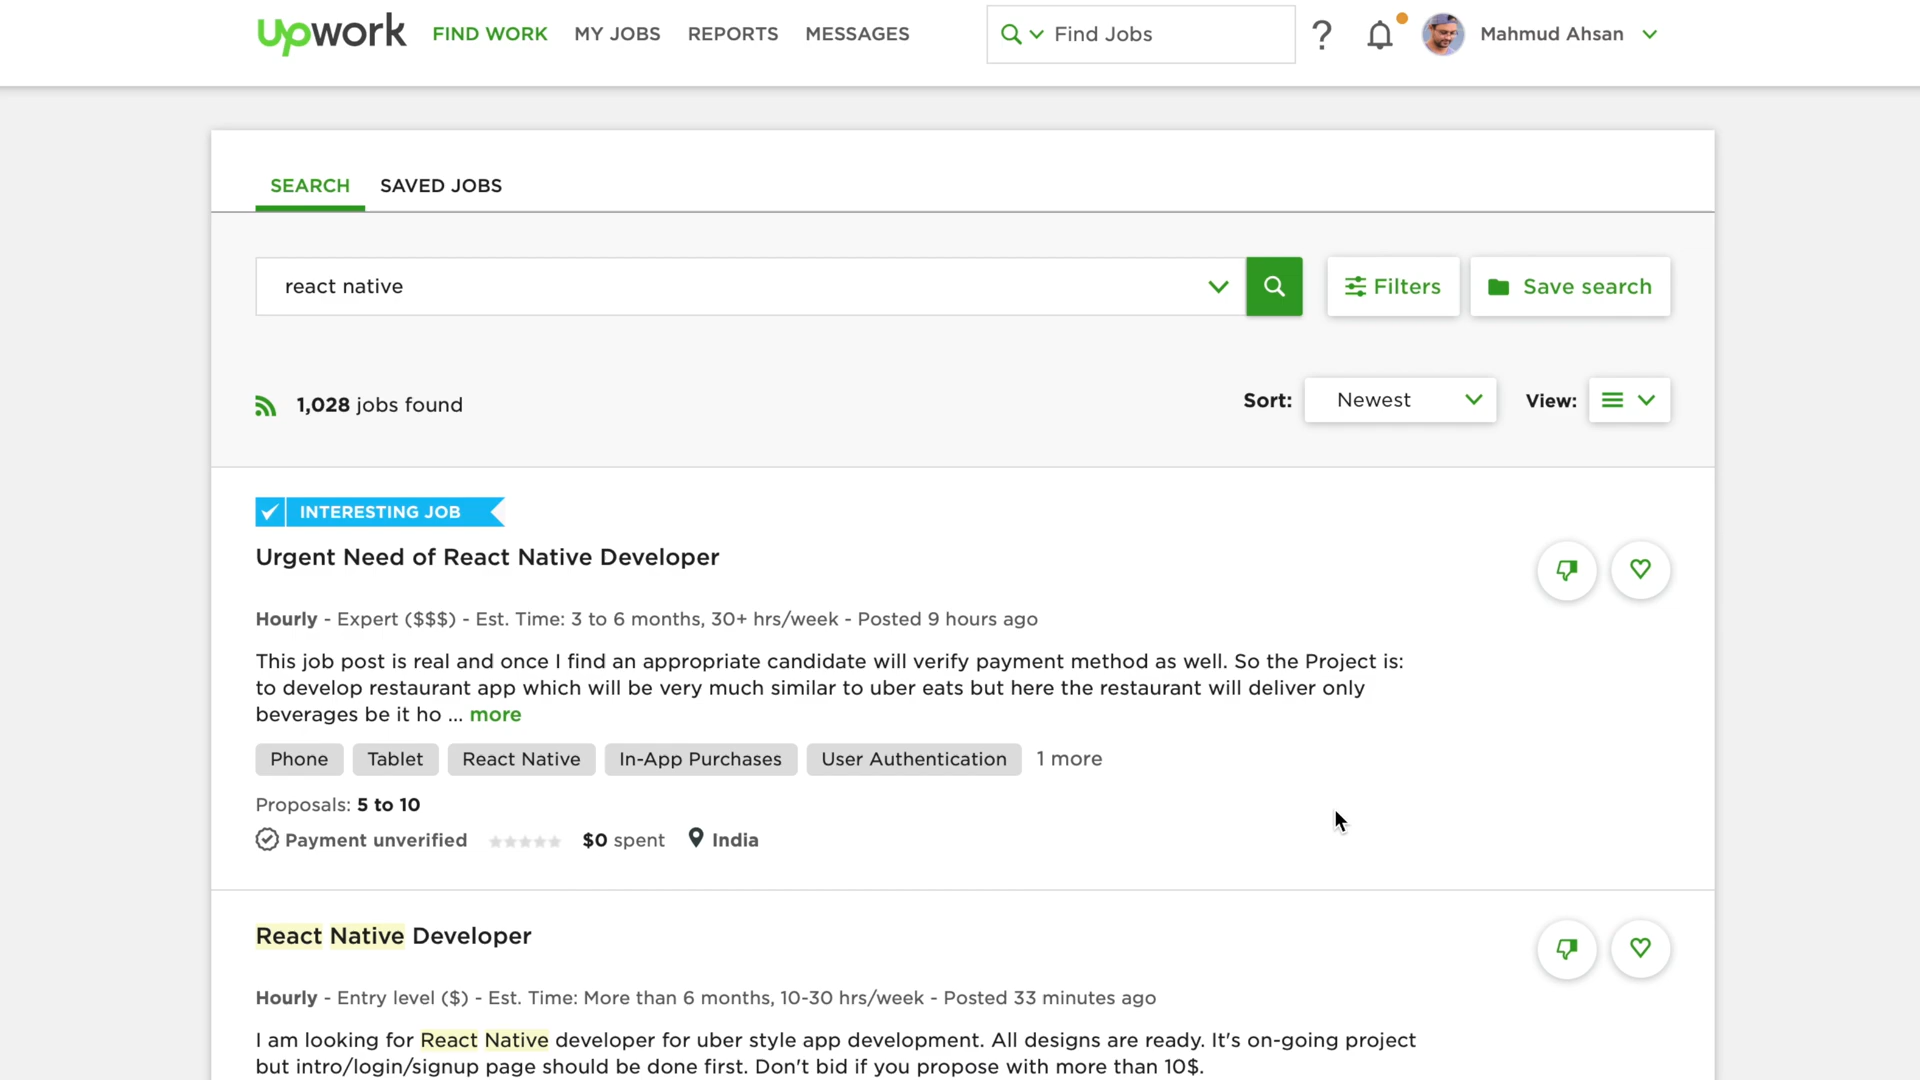 Upwork FIND WORK MY JOBS REPORTS MESSAGES Find Jobs ? Mahmud Ahsan
SEARCH SAVED JOBS
react native Filters Save search
1,028 jobs found Sort: Newest View:
INTERESTING JOB
Urgent Need of React Native Developer
Hourly - Expert ($$$) - Est. Time: 3 to 6 months, 30+ hrs/week - Posted 9 hours ago
This job post is real and once I find an appropriate candidate will verify payment method as well. So the Project is:
to develop restaurant app which will be very much similar to uber eats but here the restaurant will deliver only
beverages be it ho ... more
Phone Tablet React Native In-App Purchases User Authentication 1 more
Proposals: 5 to 10
Payment unverified $0 spent India
React Native Developer
Hourly - Entry level ($) - Est. Time: More than 6 months, 10-30 hrs/week - Posted 33 minutes ago
I am looking for React Native developer for uber style app development. All designs are ready. It's on-going project
but intro/login/signup page should be done first. Don't bid if you propose with more than 10$.